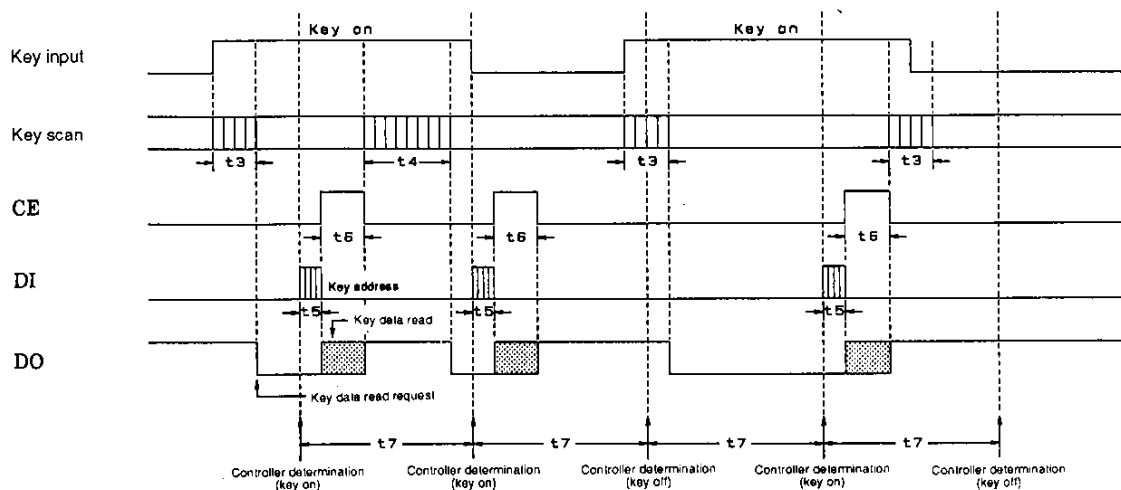 Key on
Key on
Key input
Key scan
t3
t4
t3
t3
CE
t6
t6
t6
DI
Key address
t5
t5
t5
Key data read
DO
Key data read request
t7
t7
t7
t7
Controller determination
(key on)
Controller determination
(key on)
Controller determination
(key off)
Controller determination
(key on)
Controller determination
(key off)